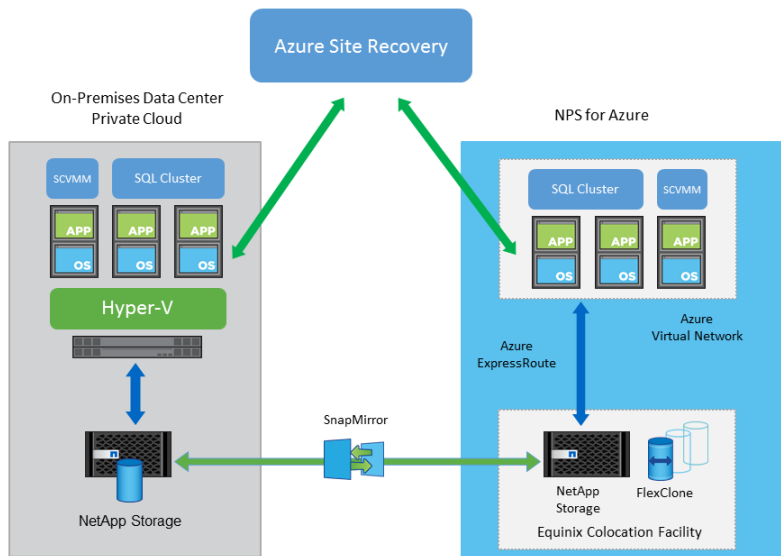 Azure Site Recovery
On-Premises Data Center
Private Cloud
NPS for Azure
SCVMM
SQL Cluster
SQL Cluster
SCVMM
APP
APP
APP
APP
APP
APP
OS
OS
OS
OS
OS
OS
Hyper-V
Azure
Virtual Network
Azure
ExpressRoute
SnapMirror
NetApp Storage
NetApp
Storage
FlexClone
Equinix Colocation Facility